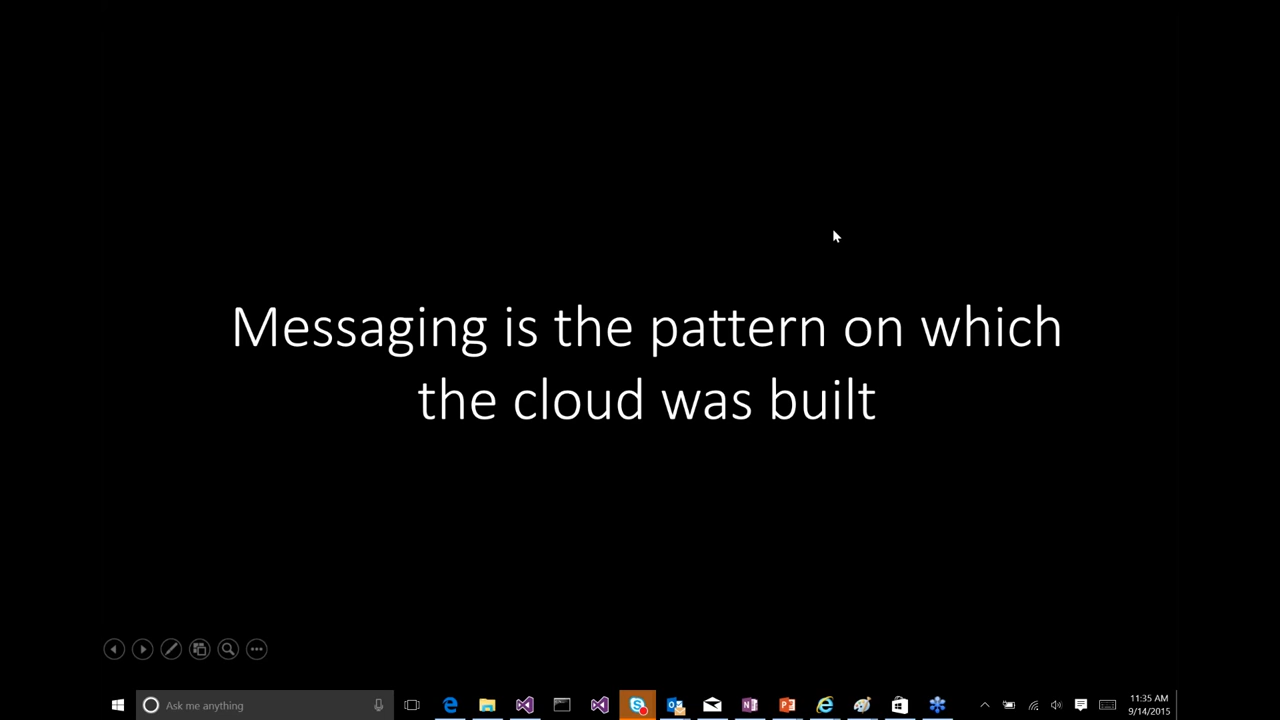 Messaging is the pattern on which
the cloud was built
Ask me anything
11:35 AM
9/14/2015